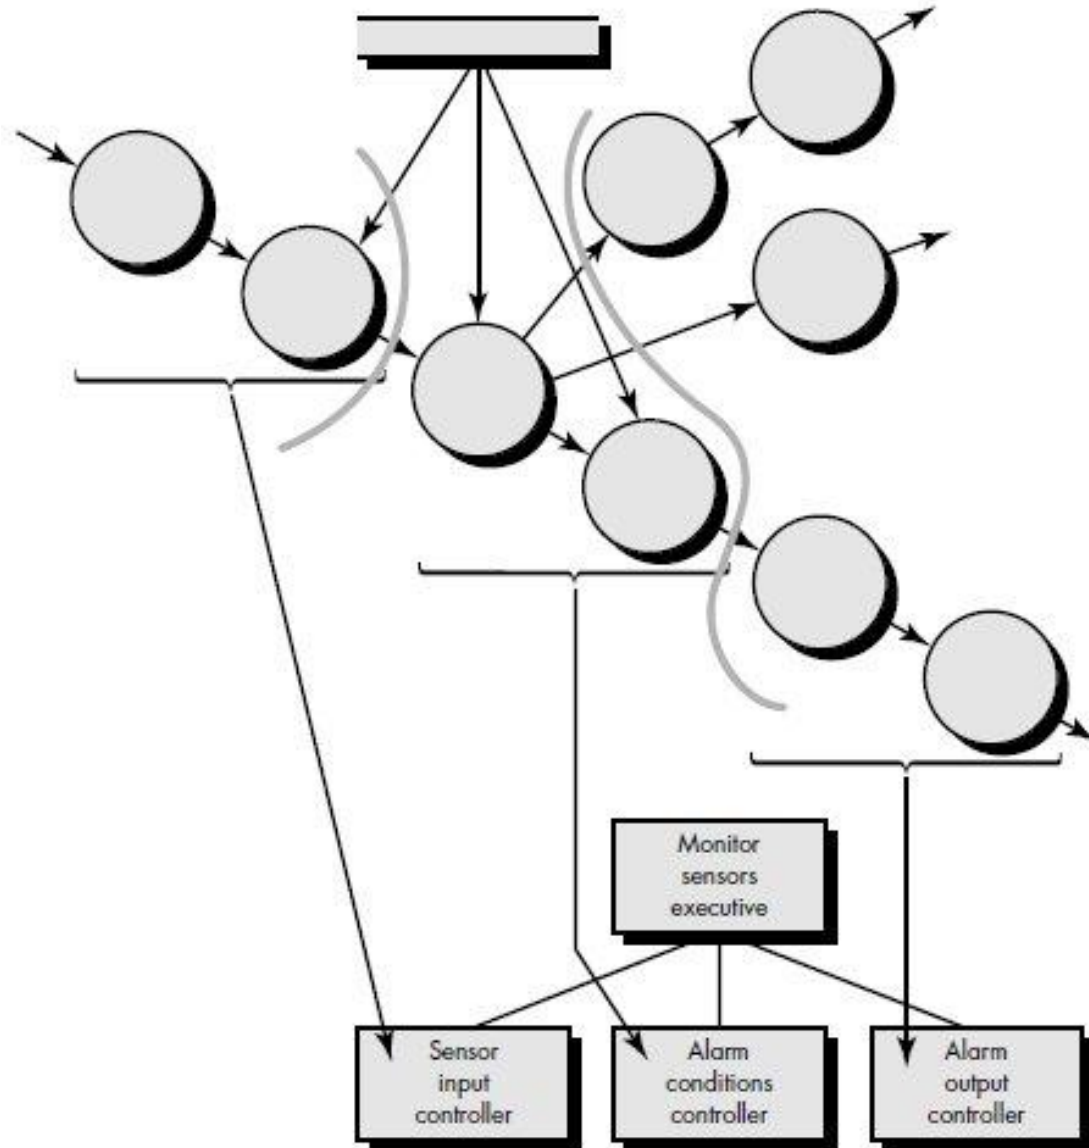 Monitor
sensors
executive
Sensor
input
controller
Alarm
conditions
controller
Alarm
output
controller